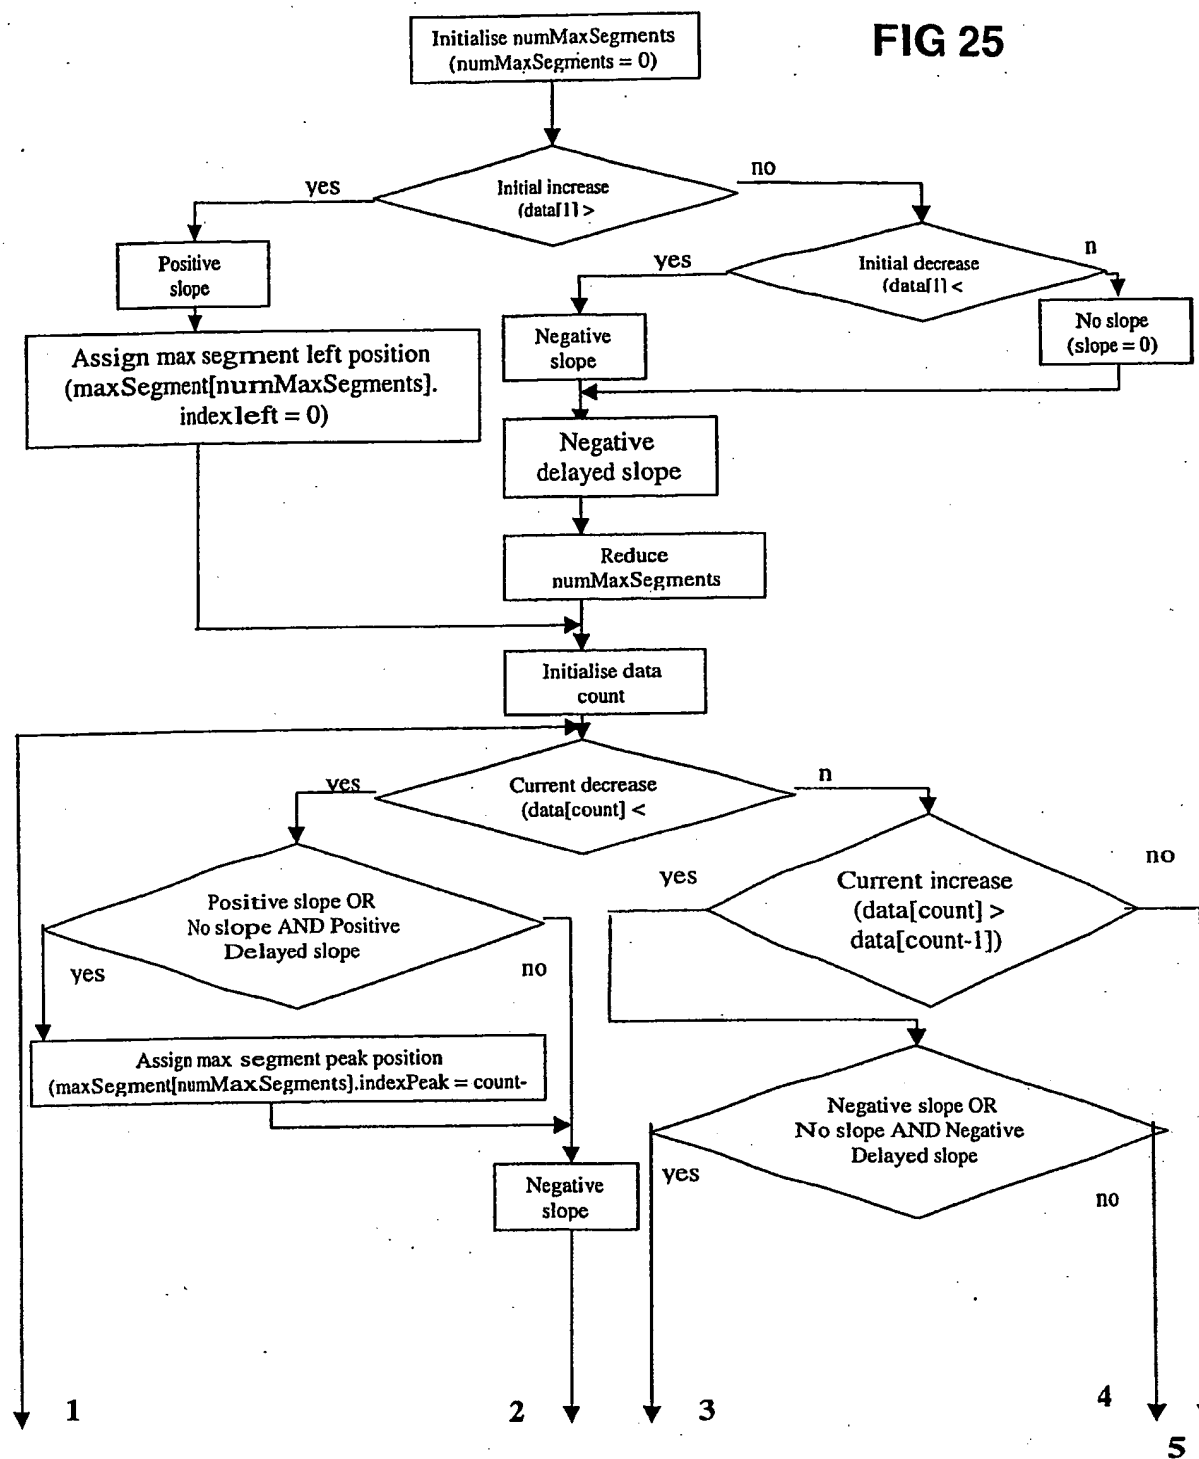 FIG 25
Initialise numMaxSegments
(numMaxSegments = 0)
yes
Initial increase
(data[1] >
no
Positive
slope
yes
Initial decrease
(data[1] <
n
Assign max segment left position
(maxSegment[numMaxSegments].
indexleft = 0)
Negative
slope
No slope
(slope = 0)
Negative
delayed slope
Reduce
numMaxSegments
Initialise data
count
yes
Current decrease
(data[count] <
n
Positive slope OR
No slope AND Positive
Delayed slope
yes
no
yes
Current increase
(data[count] >
data[count-1])
no
Assign max segment peak position
(maxSegment[numMaxSegments].indexPeak = count-
Negative slope OR
No slope AND Negative
Delayed slope
yes
no
Negative
slope
1
2
3
4
5